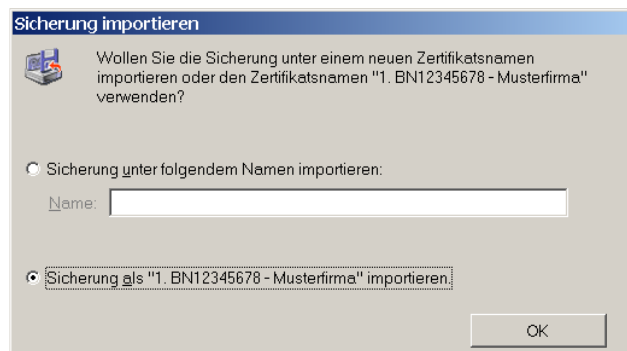 Sicherung importieren
Wollen Sie die Sicherung unter einem neuen Zertifikatsnamen
importieren oder den Zertifikatsnamen "1. BN12345678 - Musterfirma"
verwenden?
Sicherung unter folgendem Namen importieren:
Name:
Sicherung als "1. BN12345678 - Musterfirma" importieren.
OK